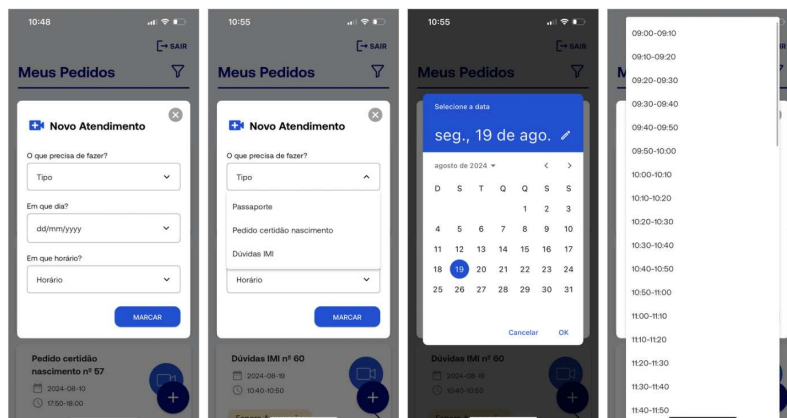 10:48
SAIR
Meus Pedidos
Novo Atendimento
O que precisa de fazer?
Tipo
Em que dia?
dd/mm/yyyy
Em que horário?
Horário
MARCAR
Pedido certidão
nascimento nº 57
2024-08-10
17:50-18:00
10:55
SAIR
Meus Pedidos
Novo Atendimento
O que precisa de fazer?
Tipo
Passaporte
Pedido certidão nascimento
Dúvidas IMI
Horário
MARCAR
Dúvidas IMI nº 60
2024-08-19
10:40-10:50
10:55
SAIR
Meus Pedidos
Selecione a data
seg., 19 de ago.
agosto de 2024
D S T Q Q S S
1 2 3
4 5 6 7 8 9 10
11 12 13 14 15 16 17
18 19 20 21 22 23 24
25 26 27 28 29 30 31
Cancelar OK
Dúvidas IMI nº 60
2024-08-19
10:40-10:50
09:00-09:10
09:10-09:20
09:20-09:30
09:30-09:40
09:40-09:50
09:50-10:00
10:00-10:10
10:10-10:20
10:20-10:30
10:30-10:40
10:40-10:50
10:50-11:00
11:00-11:10
11:10-11:20
11:20-11:30
11:30-11:40
11:40-11:50